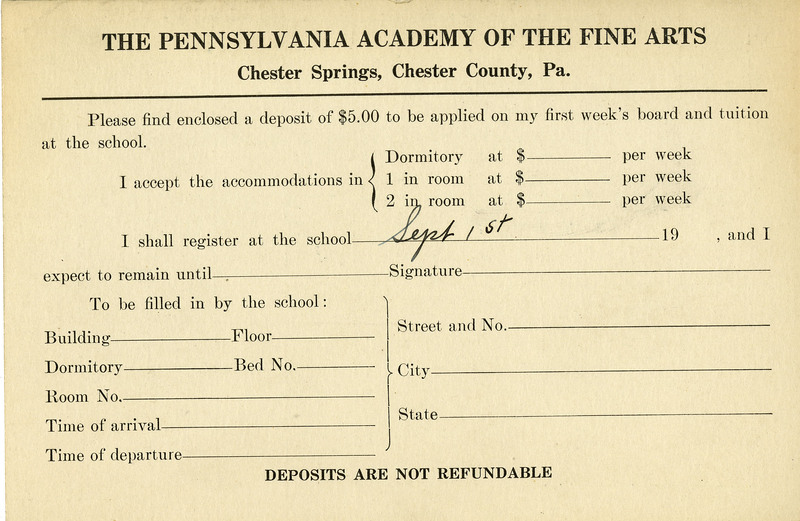 THE PENNSYLVANIA ACADEMY OF THE FINE ARTS
Chester Springs, Chester County, Pa.
Please find enclosed a deposit of $5.00 to be applied on my first week's board and tuition
at the school.
I accept the accommodations in
Dormitory at $ per week
1 in room at $ per week
2 in room at $ per week
I shall register at the school Sept 1st 19 , and I
expect to remain until Signature
To be filled in by the school:
Building Floor
Dormitory Bed No.
Room No.
Time of arrival
Time of departure
Street and No.
City
State
DEPOSITS ARE NOT REFUNDABLE